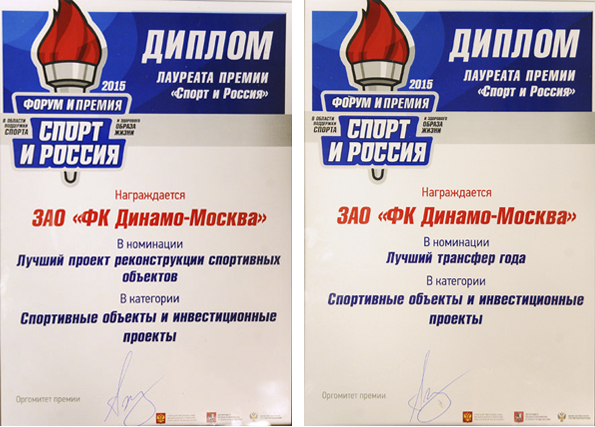 ДИПЛОМ
ЛАУРЕАТА ПРЕМИИ
«Спорт и Россия»
2015
ФОРУМ И ПРЕМИЯ
В ОБЛАСТИ ПОДДЕРЖКИ СПОРТА
И ЗДОРОВОГО ОБРАЗА ЖИЗНИ
СПОРТ
И РОССИЯ
Награждается
ЗАО «ФК Динамо-Москва»
В номинации
Лучший проект реконструкции спортивных
объектов
В категории
Спортивные объекты и инвестиционные
проекты
Оргомитет премии
ДИПЛОМ
ЛАУРЕАТА ПРЕМИИ
«Спорт и Россия»
2015
ФОРУМ И ПРЕМИЯ
В ОБЛАСТИ ПОДДЕРЖКИ СПОРТА
И ЗДОРОВОГО ОБРАЗА ЖИЗНИ
СПОРТ
И РОССИЯ
Награждается
ЗАО «ФК Динамо-Москва»
В номинации
Лучший трансфер года
В категории
Спортивные объекты и инвестиционные
проекты
Оргомитет премии